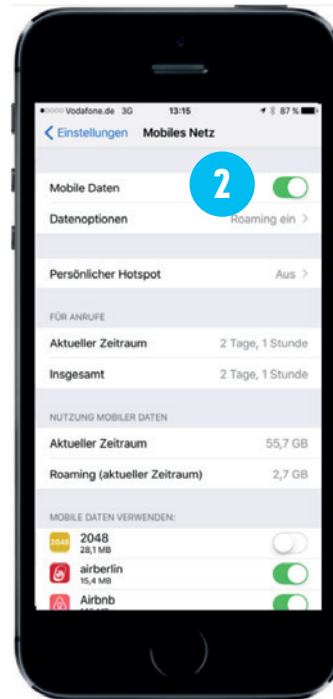 Vodafone.de 3G 13:15 87 %
Einstellungen Mobiles Netz
Mobile Daten 2
Datenoptionen Roaming ein
Persönlicher Hotspot Aus
FÜR ANRUFE
Aktueller Zeitraum 2 Tage, 1 Stunde
Insgesamt 2 Tage, 1 Stunde
NUTZUNG MOBILER DATEN
Aktueller Zeitraum 55,7 GB
Roaming (aktueller Zeitraum) 2,7 GB
MOBILE DATEN VERWENDEN:
2048 2048
28,1 MB
airberlin
15,4 MB
Airbnb